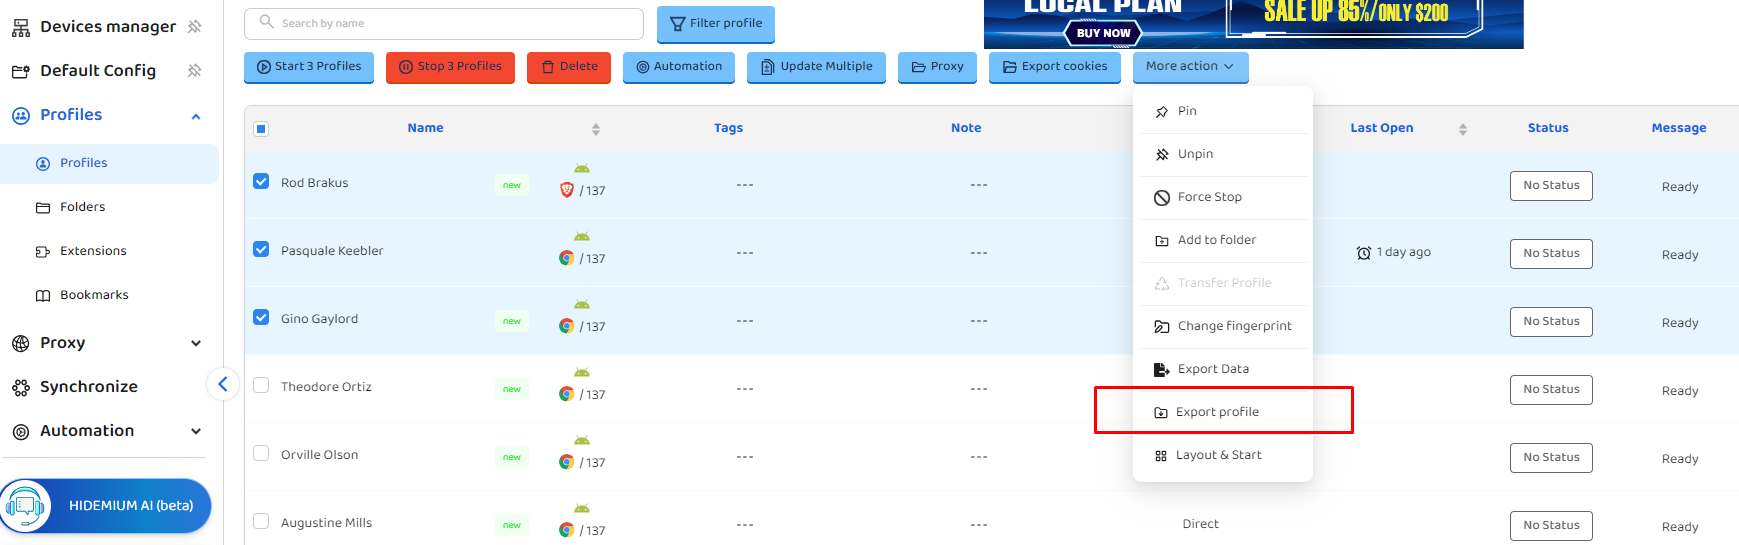 LOCAL PLAN
BUY NOW
SALE UP 85%/ONLY $200
Devices manager
Default Config
Profiles
Profiles
Folders
Extensions
Bookmarks
Proxy
Synchronize
Automation
HIDEMIUM AI (beta)
Search by name
Filter profile
Start 3 Profiles
Stop 3 Profiles
Delete
Automation
Update Multiple
Proxy
Export cookies
More action
Name Tags Note Last Open Status Message
Rod Brakus new / 137 --- --- No Status Ready
Pasquale Keebler / 137 --- --- 1 day ago No Status Ready
Gino Gaylord new / 137 --- --- No Status Ready
Theodore Ortiz new / 137 --- --- No Status Ready
Orville Olson new / 137 --- --- No Status Ready
Augustine Mills new / 137 --- --- Direct No Status Ready
Pin
Unpin
Force Stop
Add to folder
Transfer Profile
Change fingerprint
Export Data
Export profile
Layout & Start